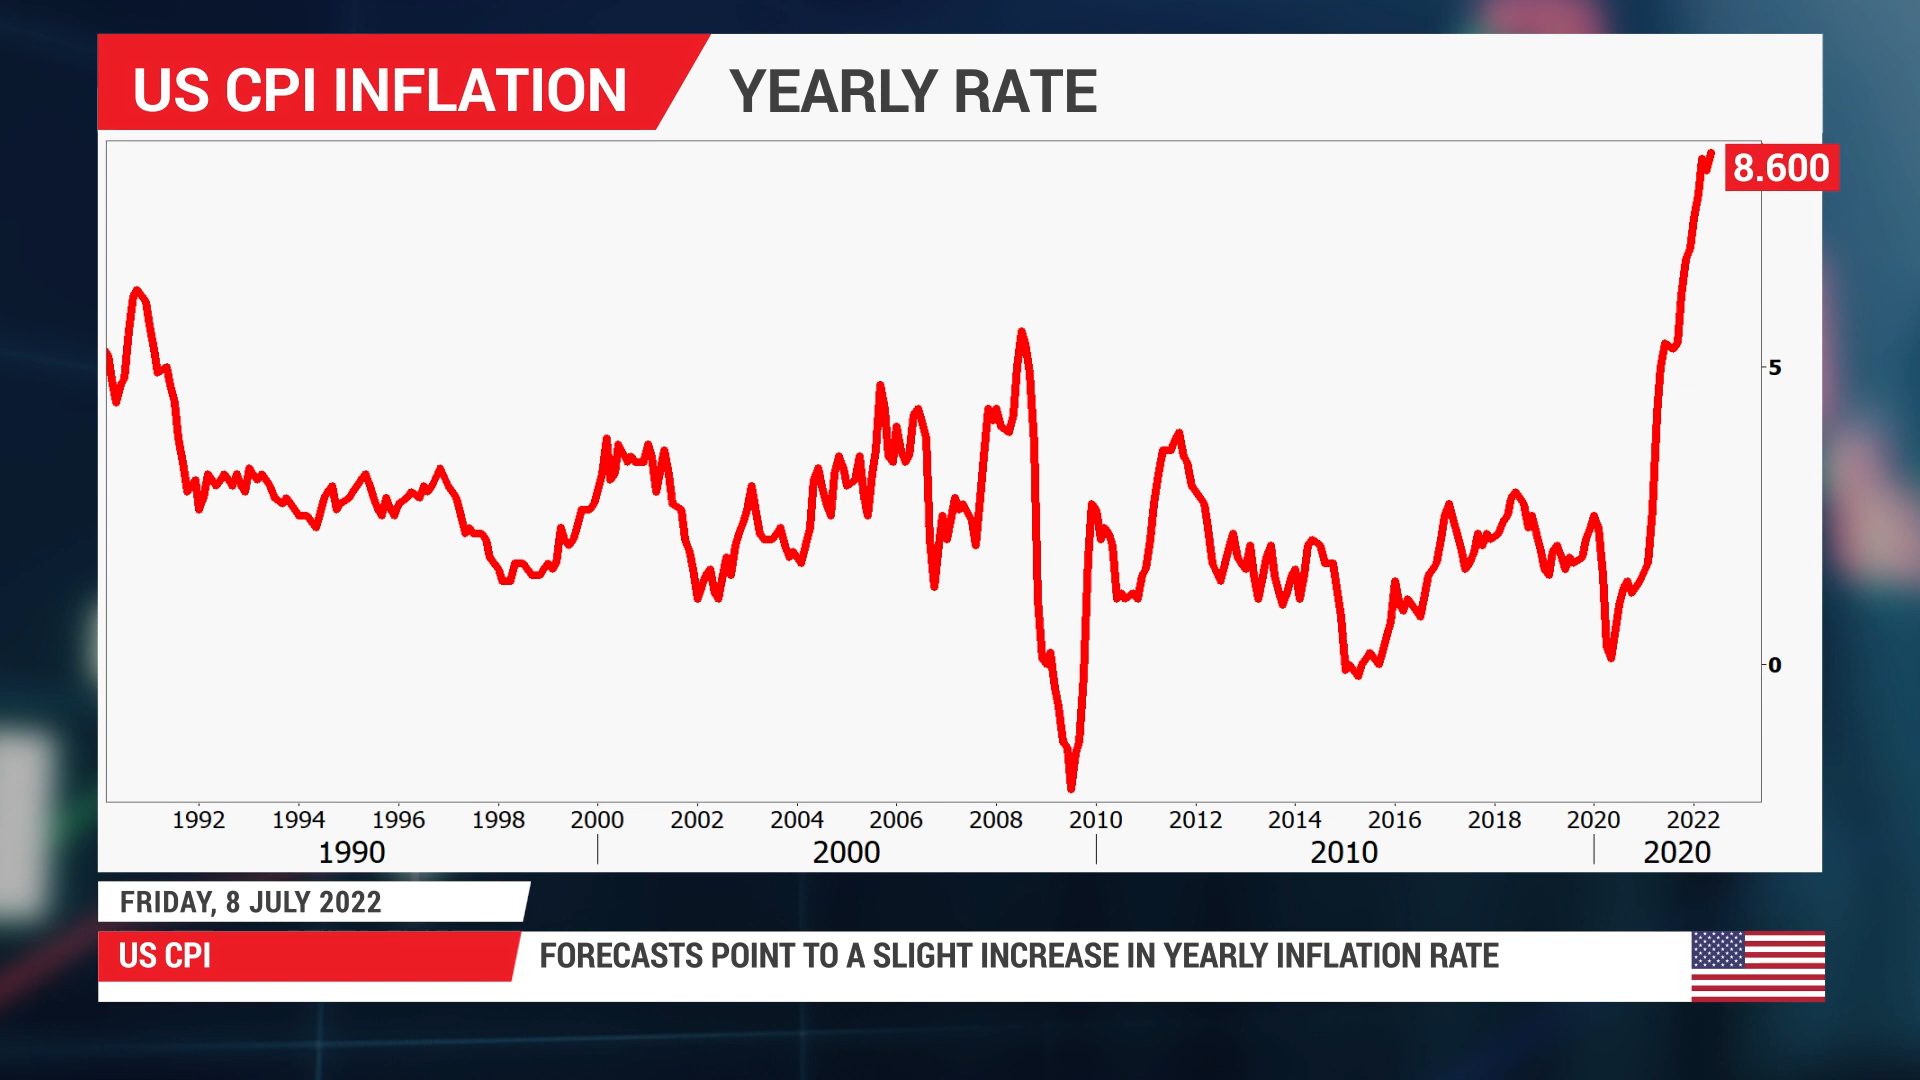 US CPI INFLATION YEARLY RATE
8.600
5
0
1992 1994 1996 1998 2000 2002 2004 2006 2008 2010 2012 2014 2016 2018 2020 2022
1990 2000 2010 2020
FRIDAY, 8 JULY 2022
US CPI FORECASTS POINT TO A SLIGHT INCREASE IN YEARLY INFLATION RATE